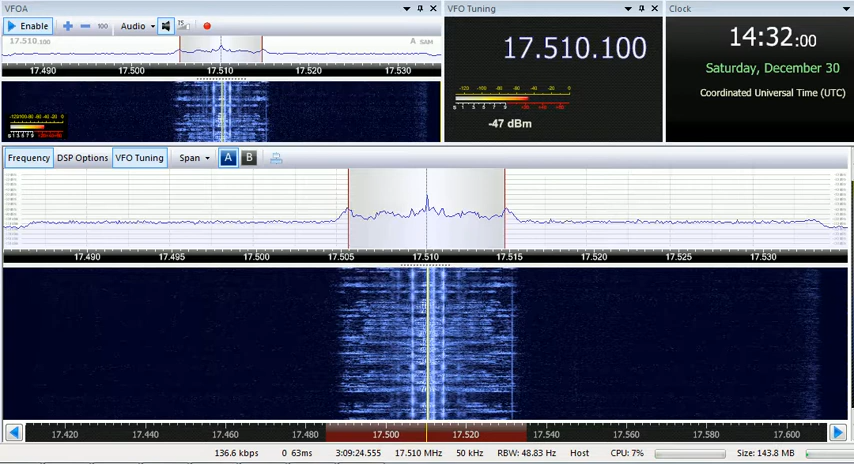 VFOA
VFO Tuning
Clock
Enable
100
Audio
17.510.100
A SAM
17.490 17.500 17.510 17.520 17.530
17.510.100
-47 dBm
14:32:00
Saturday, December 30
Coordinated Universal Time (UTC)
Frequency DSP Options VFO Tuning Span A B
17.490 17.495 17.500 17.505 17.510 17.515 17.520 17.525 17.530
17.420 17.440 17.460 17.480 17.500 17.520 17.540 17.560 17.580 17.600
136.6 kbps 0 63ms 3:09:24.555 17.510 MHz 50 kHz RBW: 48.83 Hz Host CPU: 7% Size: 143.8 MB